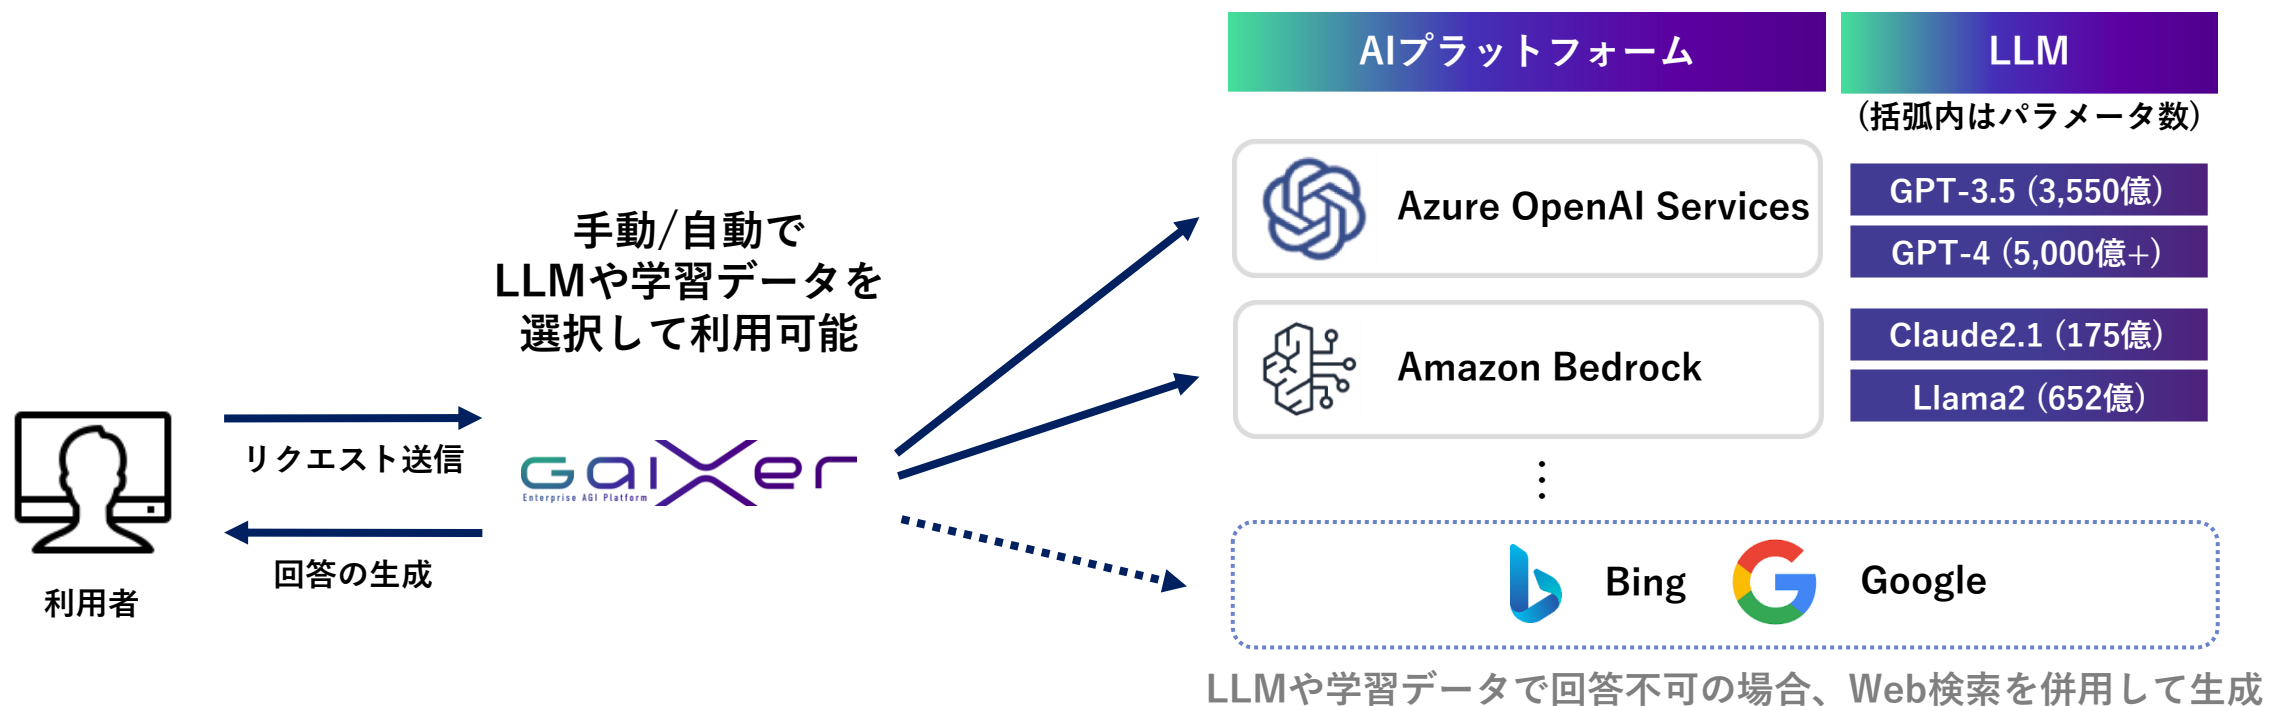 AIプラットフォーム
LLM
(括弧内はパラメータ数)
Azure OpenAI Services
GPT-3.5 (3,550億)
GPT-4 (5,000億+)
Amazon Bedrock
Claude2.1 (175億)
Llama2 (652億)
⋮
Bing
Google
LLMや学習データで回答不可の場合、Web検索を併用して生成
手動/自動で
LLMや学習データを
選択して利用可能
GaiXer
Enterprise AGI Platform
リクエスト送信
回答の生成
利用者